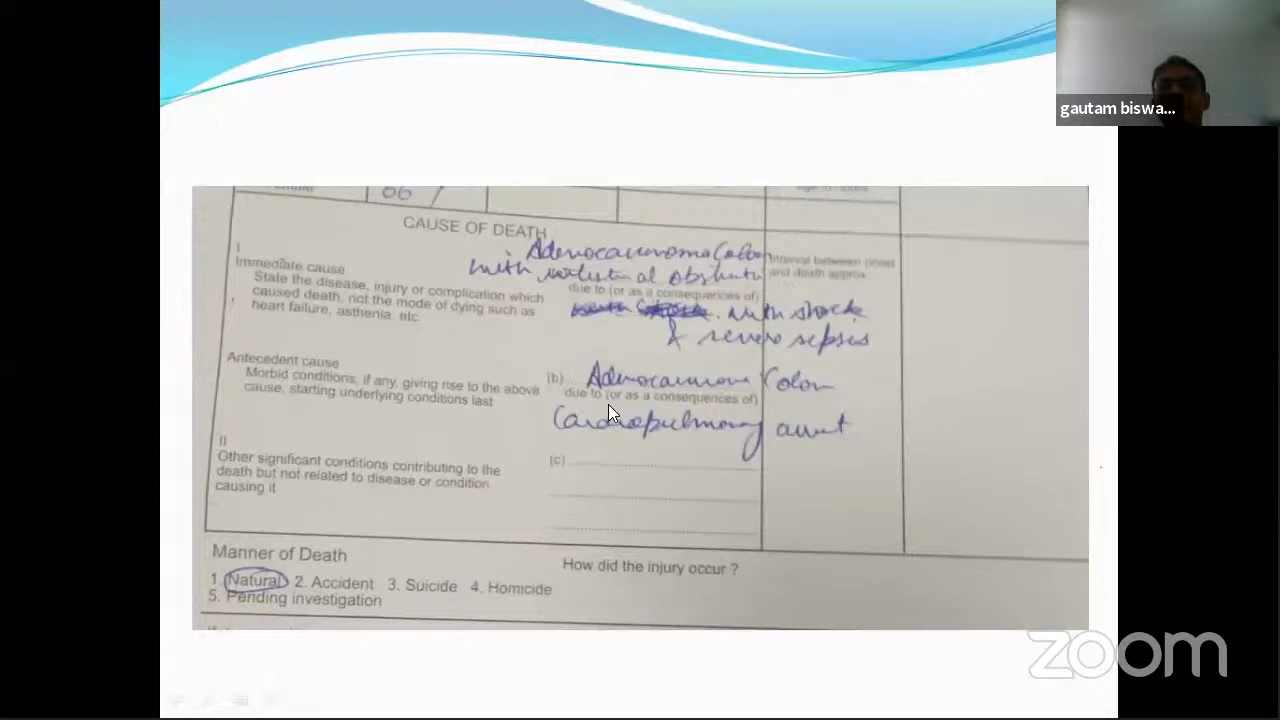 gautam biswa...
06 /
CAUSE OF DEATH
I
Immediate cause
State the disease, injury or complication which
caused death, not the mode of dying such as
heart failure, asthenia, etc.
Adenocarcinoma Colon
with
due to (or as a consequences of)
with shock
& severe sepsis
Interval between onset
and death approx
Antecedent cause
Morbid conditions, if any, giving rise to the above
cause, starting underlying conditions last
(b) Adenocarcinoma Colon
due to (or as a consequences of)
Cardiopulmonary arrest
II
Other significant conditions contributing to the
death but not related to disease or condition
causing it
(c)
Manner of Death
How did the injury occur ?
1. Natural 2. Accident 3. Suicide 4. Homicide
5. Pending investigation
zoom